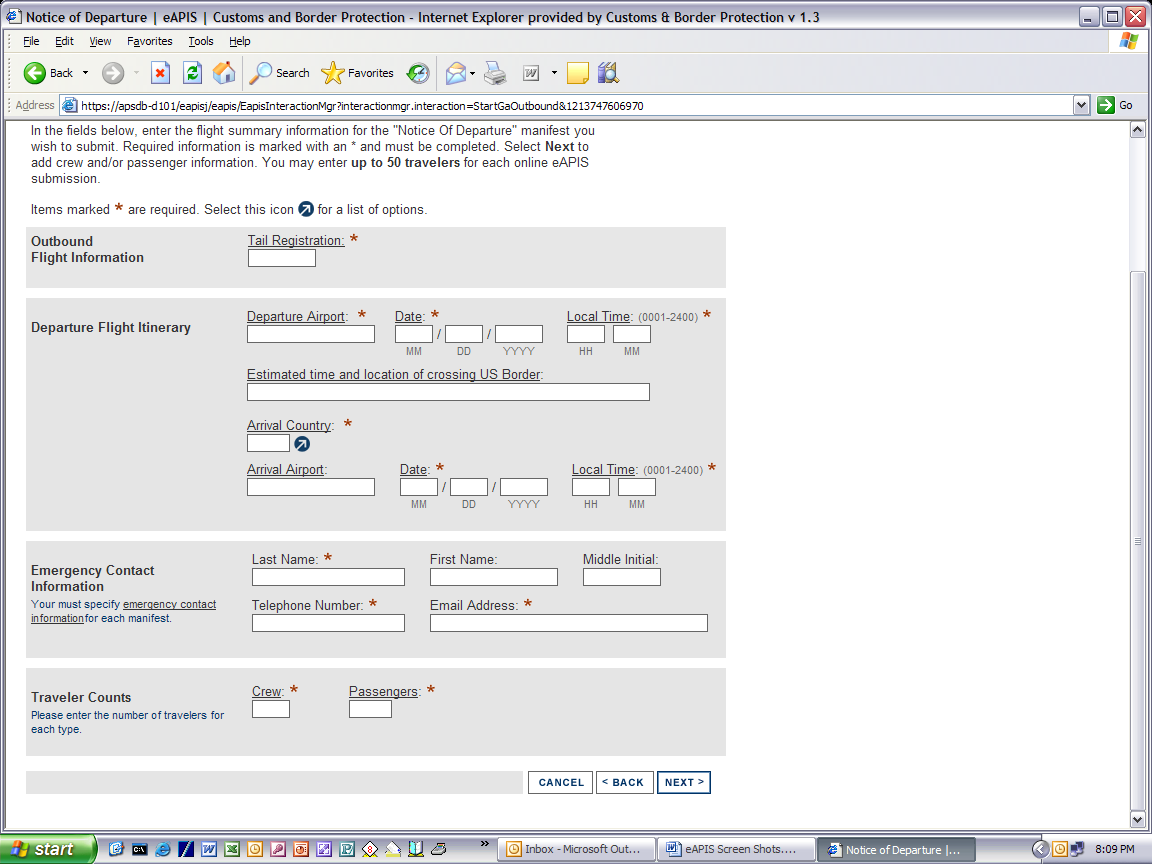 Notice of Departure | eAPIS | Customs and Border Protection - Internet Explorer provided by Customs & Border Protection v 1.3
File Edit View Favorites Tools Help
Back Search Favorites
Address https://apsdb-d101/eapisj/eapis/EapisInteractionMgr?interactionmgr.interaction=StartGaOutbound&1213747606970 Go
In the fields below, enter the flight summary information for the "Notice Of Departure" manifest you
wish to submit. Required information is marked with an * and must be completed. Select Next to
add crew and/or passenger information. You may enter up to 50 travelers for each online eAPIS
submission.
Items marked * are required. Select this icon for a list of options.
Outbound
Flight Information
Tail Registration: *
Departure Flight Itinerary
Departure Airport: * Date: * Local Time: (0001-2400) *
/ /
MM DD YYYY HH MM
Estimated time and location of crossing US Border:
Arrival Country: *
Arrival Airport: Date: * Local Time: (0001-2400) *
/ /
MM DD YYYY HH MM
Emergency Contact
Information
Your must specify emergency contact
information for each manifest.
Last Name: * First Name: Middle Initial:
Telephone Number: * Email Address: *
Traveler Counts
Please enter the number of travelers for
each type.
Crew: * Passengers: *
CANCEL < BACK NEXT >
start Inbox - Microsoft Out... eAPIS Screen Shots.... Notice of Departure |... 8:09 PM